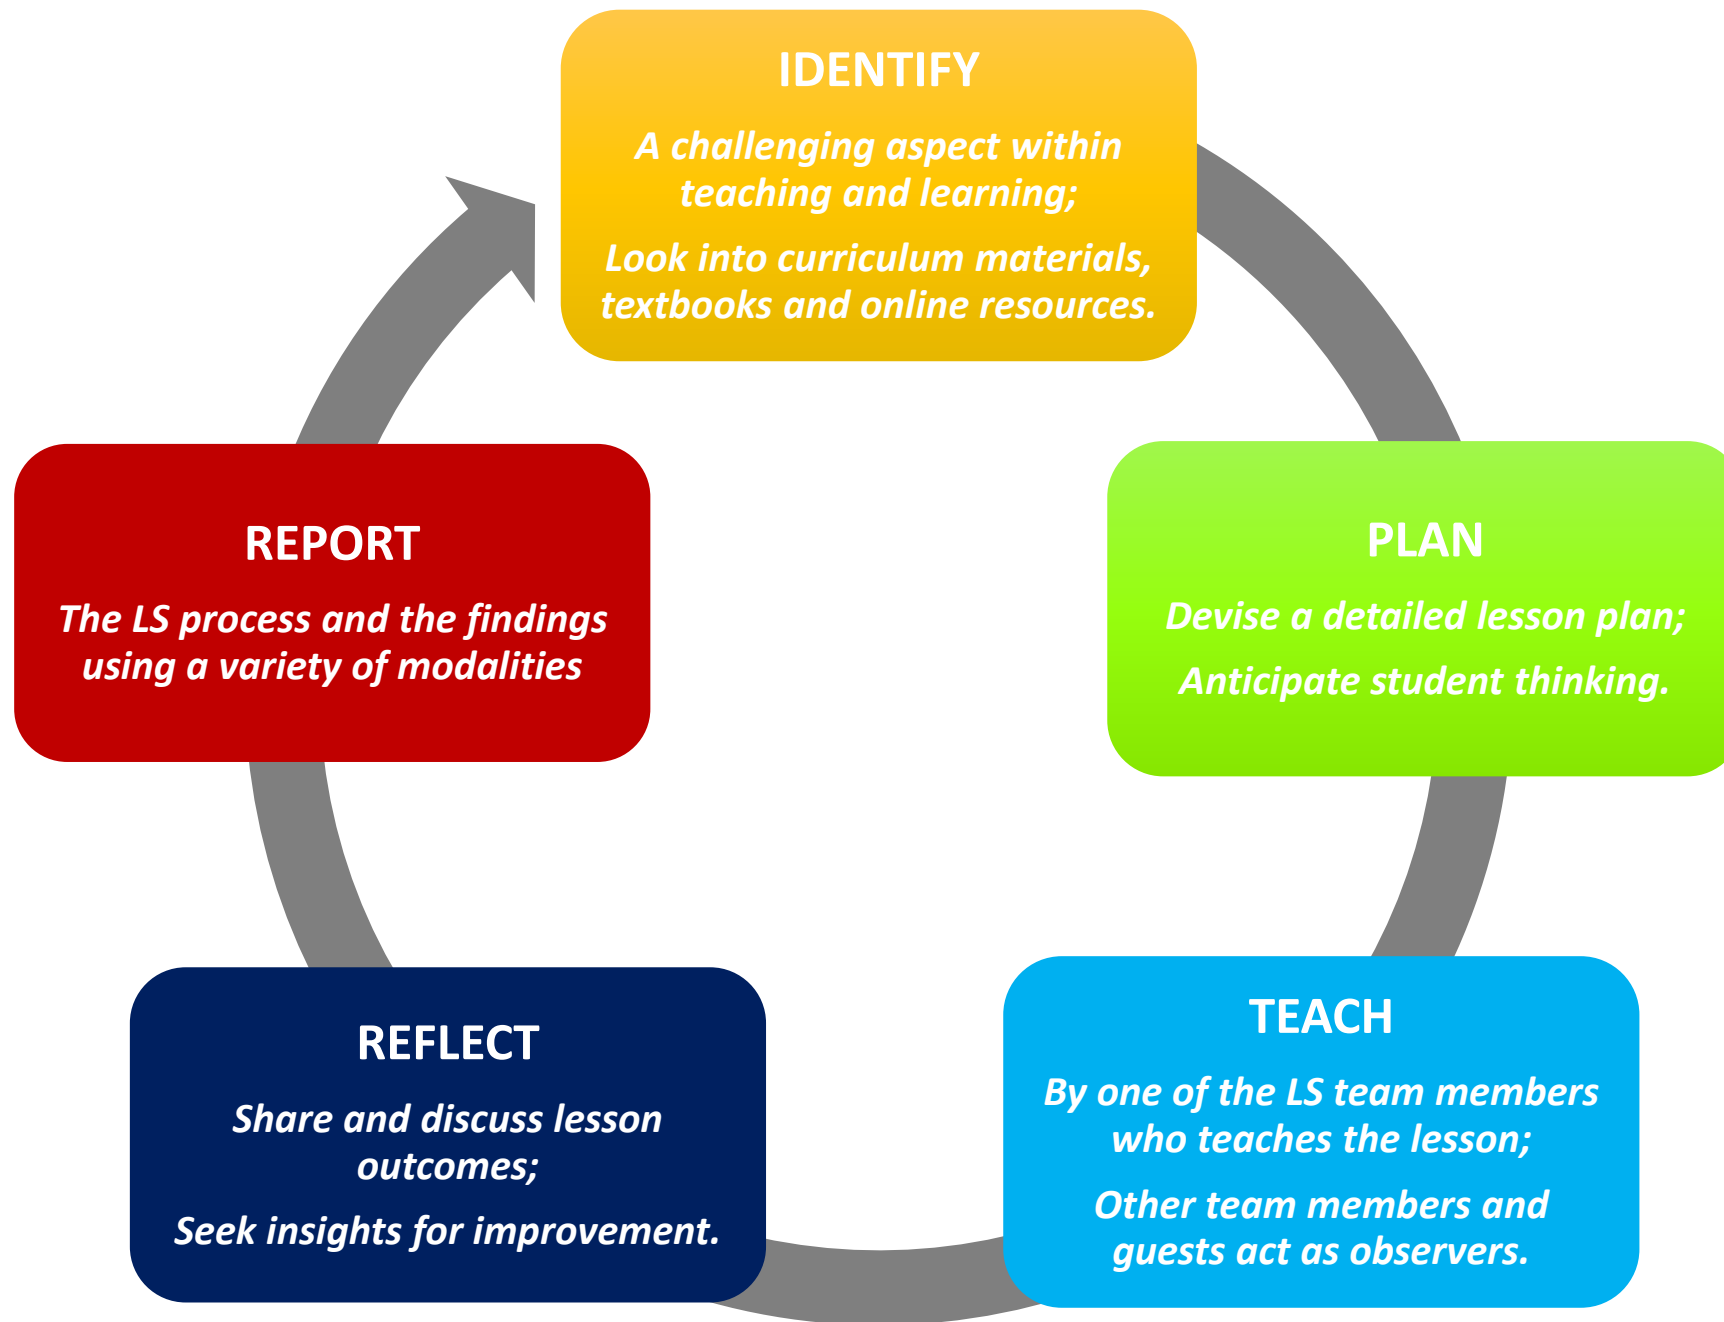 IDENTIFY
A challenging aspect within
teaching and learning;
Look into curriculum materials,
textbooks and online resources.
PLAN
Devise a detailed lesson plan;
Anticipate student thinking.
TEACH
By one of the LS team members
who teaches the lesson;
Other team members and
guests act as observers.
REFLECT
Share and discuss lesson
outcomes;
Seek insights for improvement.
REPORT
The LS process and the findings
using a variety of modalities